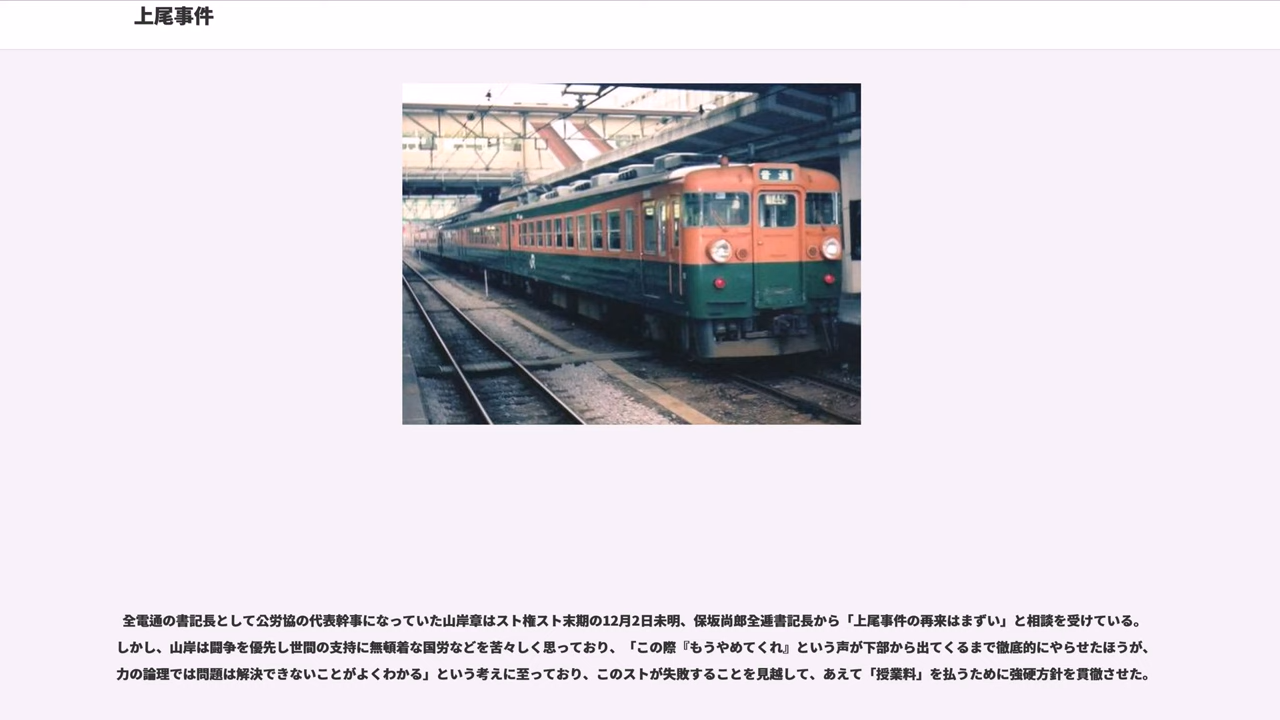 上尾事件
普通
JR
全電通の書記長として公労協の代表幹事になっていた山岸章はスト権スト末期の12月2日未明、保坂尚郎全逓書記長から「上尾事件の再来はまずい」と相談を受けている。
しかし、山岸は闘争を優先し世間の支持に無頓着な国労などを苦々しく思っており、「この際『もうやめてくれ』という声が下部から出てくるまで徹底的にやらせたほうが、
力の論理では問題は解決できないことがよくわかる」という考えに至っており、このストが失敗することを見越して、あえて「授業料」を払うために強硬方針を貫徹させた。